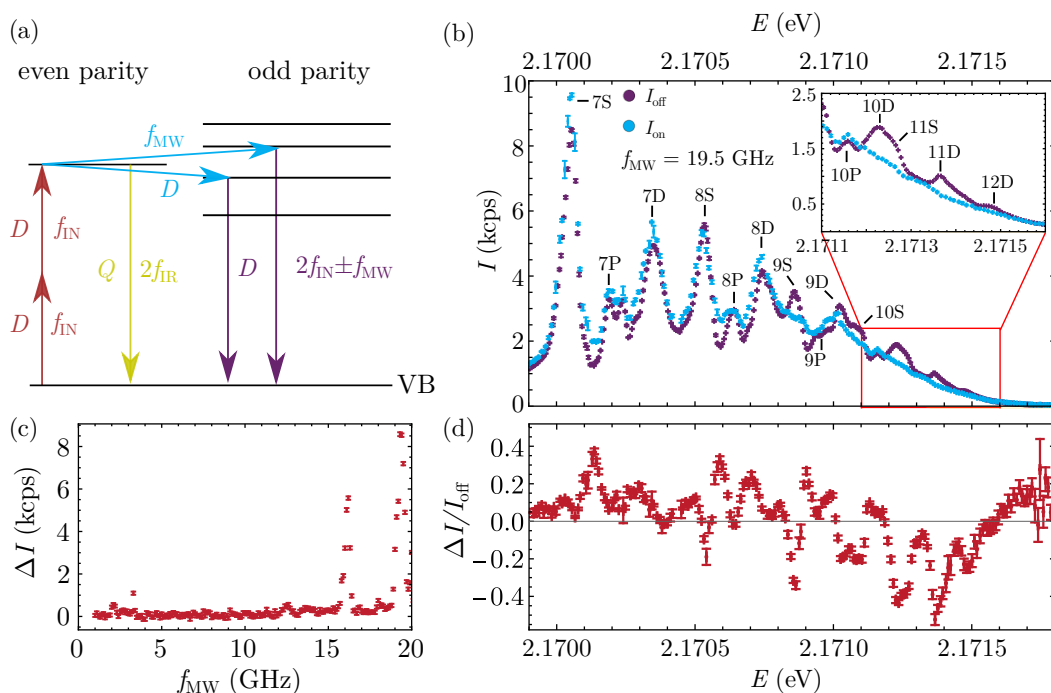 (a)
even parity
odd parity
f_MW
D
D
f_IN
Q
2f_IR
D
2f_IN±f_MW
D
f_IN
VB
(b)
E (eV)
2.1700
2.1705
2.1710
2.1715
I (kcps)
10
8
6
4
2
0
I_off
I_on
f_MW = 19.5 GHz
7S
7P
7D
8S
8P
8D
9S
9P
9D
10S
2.5
1.5
0.5
10D
11S
10P
11D
12D
2.1711
2.1713
2.1715
(c)
ΔI (kcps)
8
6
4
2
0
0
5
10
15
20
f_MW (GHz)
(d)
ΔI/I_off
0.4
0.2
0.0
−0.2
−0.4
2.1700
2.1705
2.1710
2.1715
E (eV)